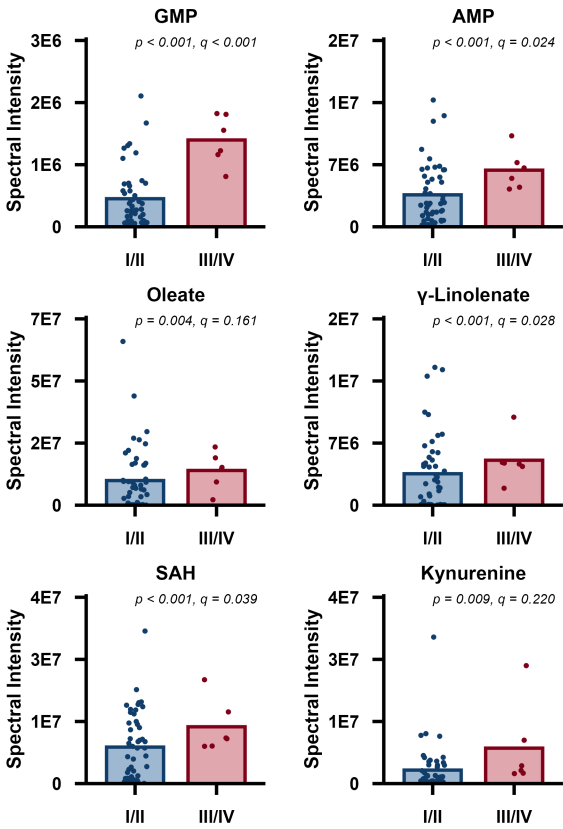 GMP
p < 0.001, q < 0.001
Spectral Intensity
3E6
2E6
1E6
0
I/II
III/IV
AMP
p < 0.001, q = 0.024
Spectral Intensity
2E7
1E7
7E6
0
I/II
III/IV
Oleate
p = 0.004, q = 0.161
Spectral Intensity
7E7
5E7
2E7
0
I/II
III/IV
γ-Linolenate
p < 0.001, q = 0.028
Spectral Intensity
2E7
1E7
7E6
0
I/II
III/IV
SAH
p < 0.001, q = 0.039
Spectral Intensity
4E7
3E7
1E7
0
I/II
III/IV
Kynurenine
p = 0.009, q = 0.220
Spectral Intensity
4E7
3E7
1E7
0
I/II
III/IV